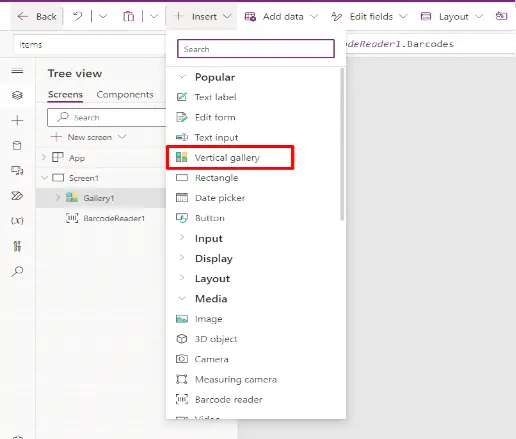 Back
Insert
Add data
Edit fields
Layout
Items
codeReader1.Barcodes
Search
Tree view
Screens
Components
Search
New screen
App
Screen1
Gallery1
BarcodeReader1
Popular
Text label
Edit form
Text input
Vertical gallery
Rectangle
Date picker
Button
Input
Display
Layout
Media
Image
3D object
Camera
Measuring camera
Barcode reader
Video